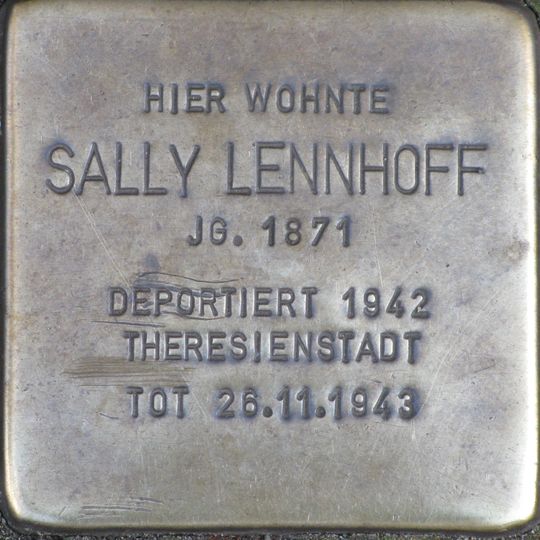 HIER WOHNTE
SALLY LENNHOFF
JG. 1871
DEPORTIERT 1942
THERESIENSTADT
TOT 26.11.1943